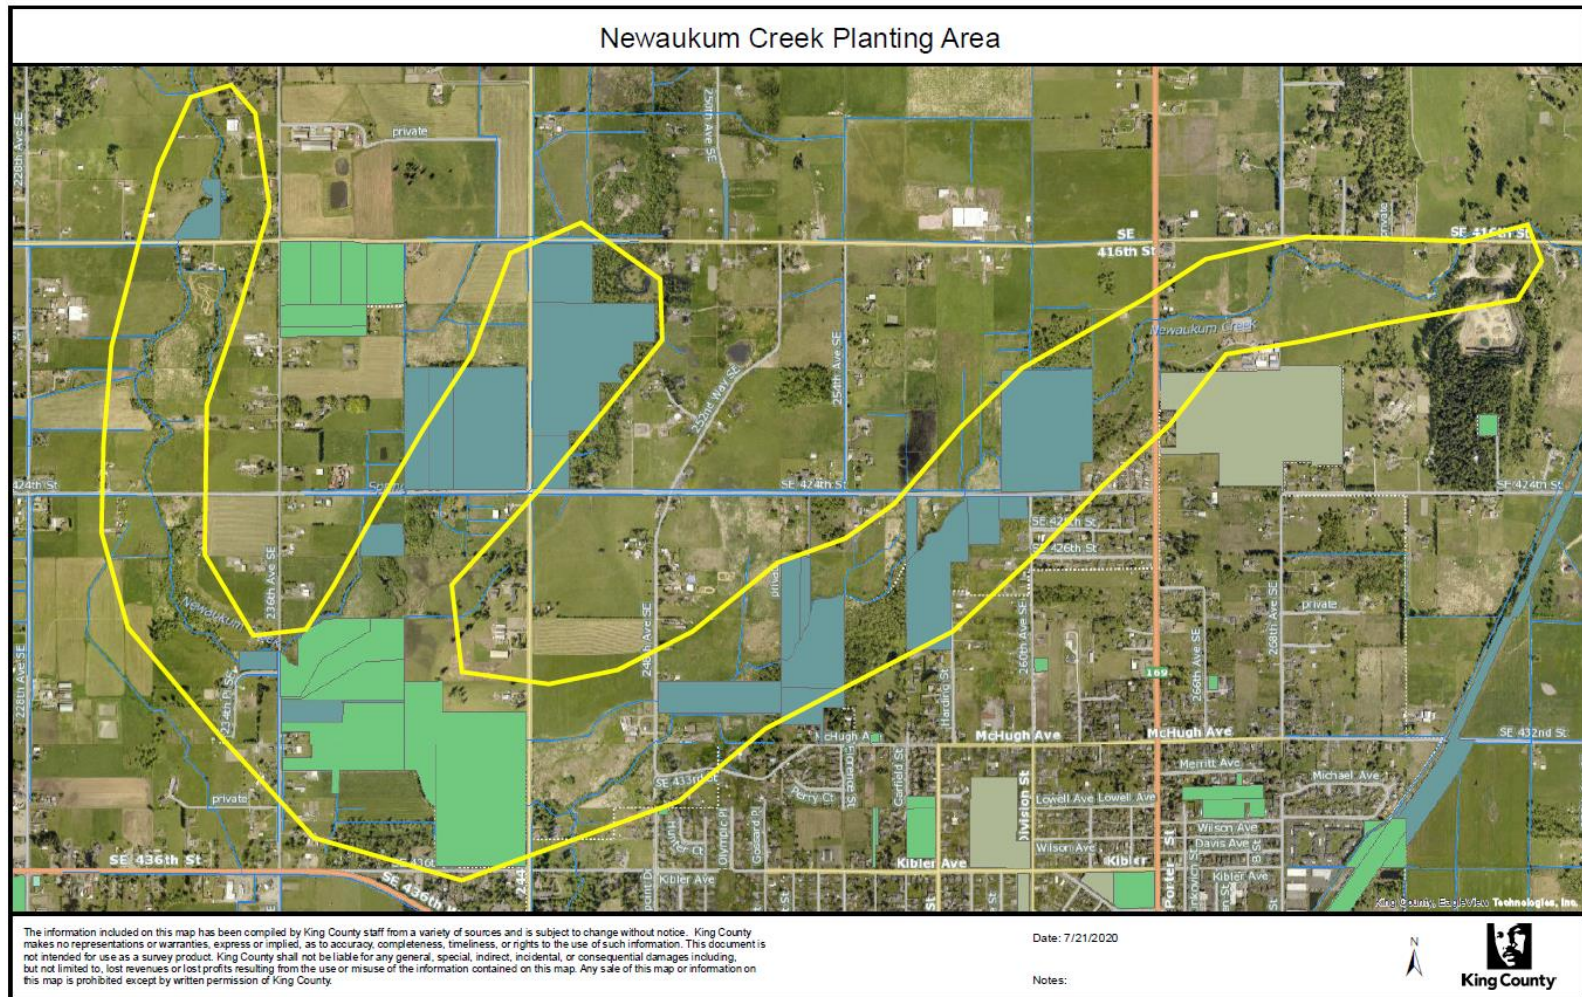 Newaukum Creek Planting Area
228th Ave SE
private
250th Ave SE
private
SE
416th St
SE 416th St
Newaukum Creek
252nd Way SE
254th Ave SE
424th St
SE 424th St
SE 424th St
SE 426th St
236th Ave SE
Newaukum
private
248th Ave SE
260th Ave SE
266th Ave SE
268th Ave SE
private
228th Ave SE
234th Pl SE
169
Harding St
McHugh Ave
McHugh Ave
SE 432nd St
SE 433rd St
Florence St
Garfield St
Perry Ct
Division St
Merritt Ave
Michael Ave
Lowell Ave
Lowell Ave
private
Olympic Pl
Gossard Pl
Wilson Ave
Wilson Ave
Davis Ave
B St
SE 436th St
244
Kibler Ave
Kibler Ave
Kibler
Kibler Ave
Porter St
King County, EagleView Technologies, Inc.
The information included on this map has been compiled by King County staff from a variety of sources and is subject to change without notice. King County
makes no representations or warranties, express or implied, as to accuracy, completeness, timeliness, or rights to the use of such information. This document is
not intended for use as a survey product. King County shall not be liable for any general, special, indirect, incidental, or consequential damages including,
but not limited to, lost revenues or lost profits resulting from the use or misuse of the information contained on this map. Any sale of this map or information on
this map is prohibited except by written permission of King County.
Date: 7/21/2020
Notes:
N
King County